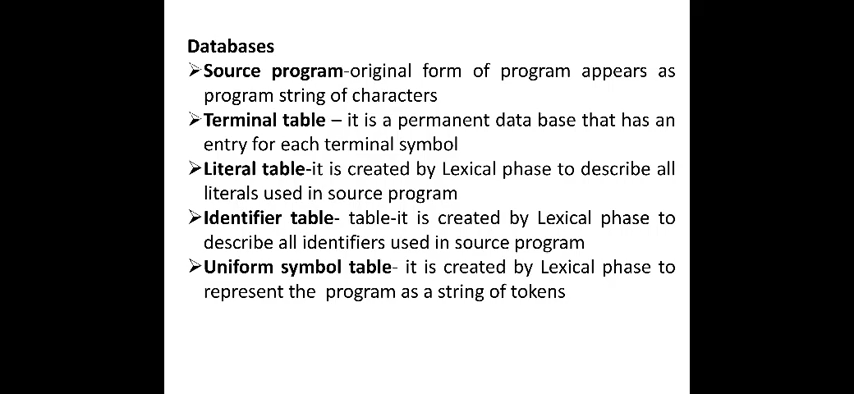 Databases
➢Source program-original form of program appears as
program string of characters
➢Terminal table – it is a permanent data base that has an
entry for each terminal symbol
➢Literal table-it is created by Lexical phase to describe all
literals used in source program
➢Identifier table- table-it is created by Lexical phase to
describe all identifiers used in source program
➢Uniform symbol table- it is created by Lexical phase to
represent the program as a string of tokens